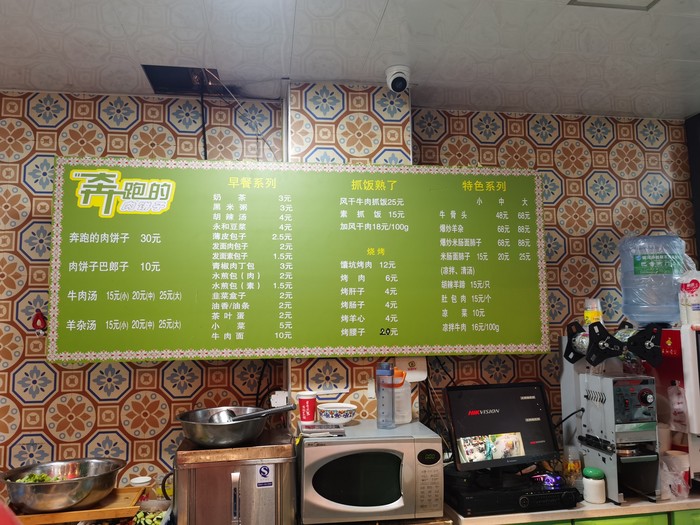 奔跑的
奔跑的肉饼子 30元
肉饼子巴郎子 10元
牛肉汤 15元(小) 20元(中) 25元(大)
羊杂汤 15元(小) 20元(中) 25元(大)
早餐系列
奶茶 3元
黑米粥 3元
胡辣汤 4元
永和豆浆 4元
薄皮包子 2.5元
发面肉包子 2元
发面素包子 1.5元
青椒肉丁包 3元
水煎包（肉） 2元
水煎包（素） 1.5元
韭菜盒子 2元
油香/油条 2元
茶叶蛋 2元
小菜 5元
牛肉面 10元
抓饭熟了
风干牛肉抓饭25元
素抓饭 15元
加风干肉18元/100g
烧烤
馕坑烤肉 12元
烤肉 6元
烤肝子 4元
烤肠子 4元
烤羊心 4元
烤腰子 20元
特色系列
小 中 大
牛骨头 48元 68元
爆炒羊杂 68元 88元
爆炒米肠面肺子 68元 88元
米肠面肺子 15元 20元 25元
(凉拌、清汤)
胡辣羊蹄 15元/只
肚包肉 15元/个
凉菜 10元
凉拌牛肉 16元/100g
HIKVISION